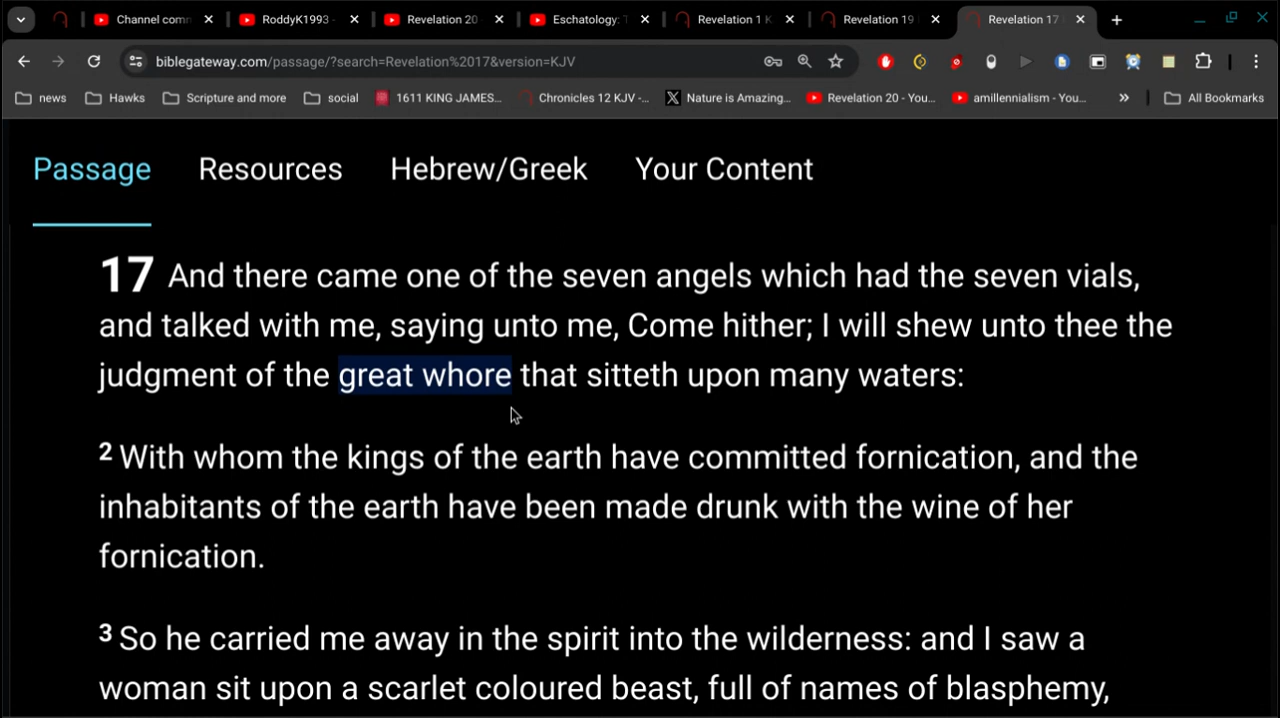 Channel comm
RoddyK1993 -
Revelation 20 -
Eschatology: T
Revelation 1 K
Revelation 19
Revelation 17
biblegateway.com/passage/?search=Revelation%2017&version=KJV
news
Hawks
Scripture and more
social
1611 KING JAMES...
Chronicles 12 KJV -...
Nature is Amazing...
Revelation 20 - You...
amillennialism - You...
All Bookmarks
Passage
Resources
Hebrew/Greek
Your Content
17 And there came one of the seven angels which had the seven vials,
and talked with me, saying unto me, Come hither; I will shew unto thee the
judgment of the great whore that sitteth upon many waters:
2 With whom the kings of the earth have committed fornication, and the
inhabitants of the earth have been made drunk with the wine of her
fornication.
3 So he carried me away in the spirit into the wilderness: and I saw a
woman sit upon a scarlet coloured beast, full of names of blasphemy,